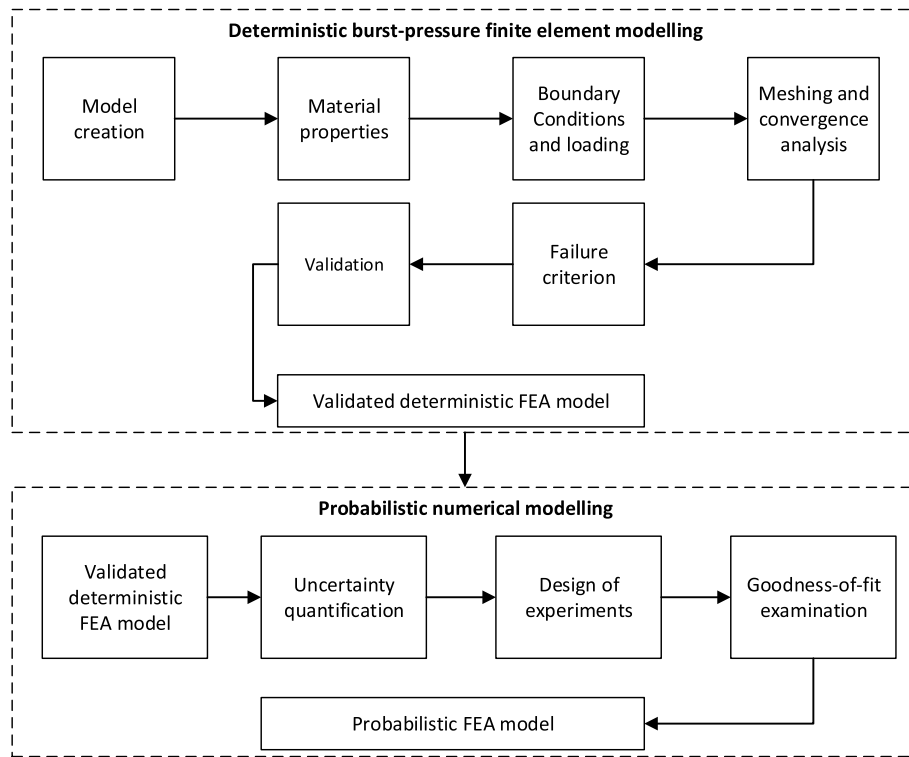 Deterministic burst-pressure finite element modelling
Model
creation
Material
properties
Boundary
Conditions
and loading
Meshing and
convergence
analysis
Failure
criterion
Validation
Validated deterministic FEA model
Probabilistic numerical modelling
Validated
deterministic
FEA model
Uncertainty
quantification
Design of
experiments
Goodness-of-fit
examination
Probabilistic FEA model